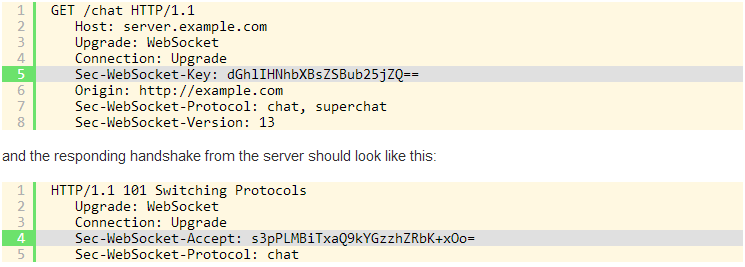 1 GET /chat HTTP/1.1
2 Host: server.example.com
3 Upgrade: WebSocket
4 Connection: Upgrade
5 Sec-WebSocket-Key: dGhlIHNhbXBsZSBub25jZQ==
6 Origin: http://example.com
7 Sec-WebSocket-Protocol: chat, superchat
8 Sec-WebSocket-Version: 13
and the responding handshake from the server should look like this:
1 HTTP/1.1 101 Switching Protocols
2 Upgrade: WebSocket
3 Connection: Upgrade
4 Sec-WebSocket-Accept: s3pPLMBiTxaQ9kYGzzhZRbK+xOo=
5 Sec-WebSocket-Protocol: chat